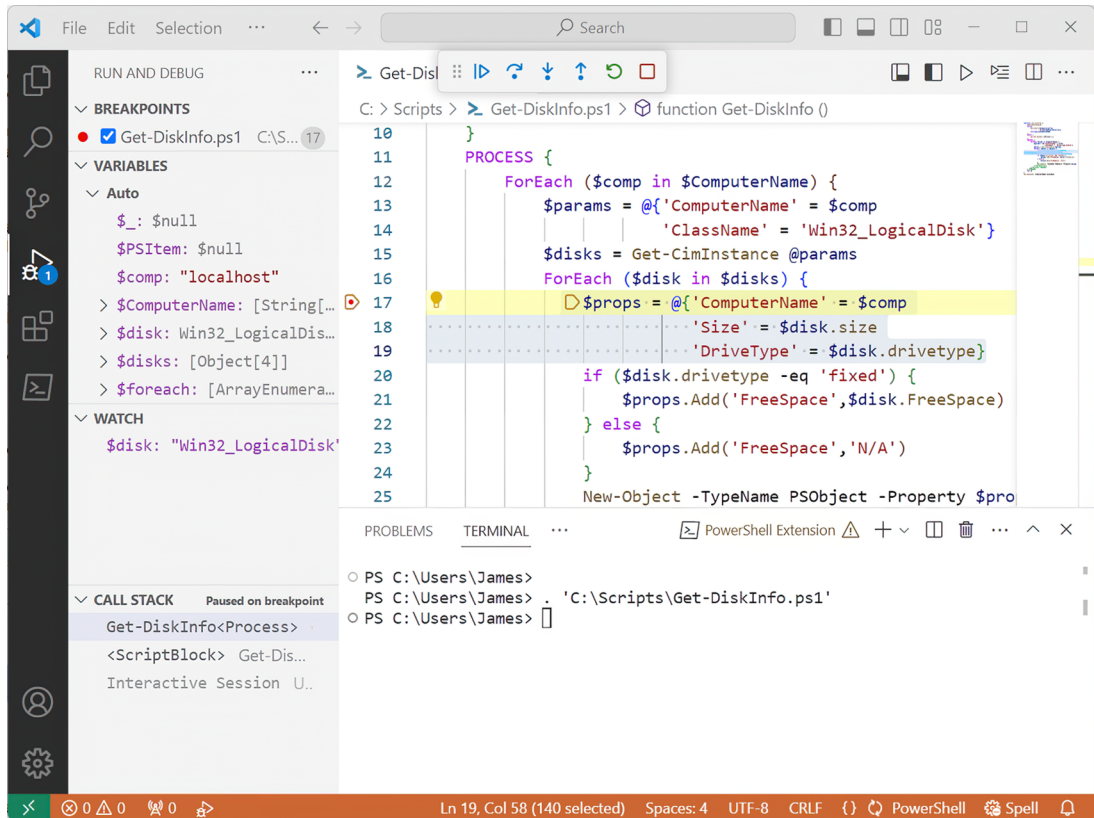 File Edit Selection ··· Search
RUN AND DEBUG ···
BREAKPOINTS
Get-DiskInfo.ps1 C:\S... 17
VARIABLES
Auto
$_: $null
$PSItem: $null
$comp: "localhost"
$ComputerName: [String[...
$disk: Win32_LogicalDis...
$disks: [Object[4]]
$foreach: [ArrayEnumera...
WATCH
$disk: "Win32_LogicalDisk'
CALL STACK Paused on breakpoint
Get-DiskInfo<Process>
<ScriptBlock> Get-Dis...
Interactive Session U..
1
Get-Disl
C: > Scripts > Get-DiskInfo.ps1 > function Get-DiskInfo ()
10 }
11 PROCESS {
12 ForEach ($comp in $ComputerName) {
13 $params = @{'ComputerName' = $comp
14 'ClassName' = 'Win32_LogicalDisk'}
15 $disks = Get-CimInstance @params
16 ForEach ($disk in $disks) {
17 $props = @{'ComputerName' = $comp
18 'Size' = $disk.size
19 'DriveType' = $disk.drivetype}
20 if ($disk.drivetype -eq 'fixed') {
21 $props.Add('FreeSpace',$disk.FreeSpace)
22 } else {
23 $props.Add('FreeSpace','N/A')
24 }
25 New-Object -TypeName PSObject -Property $pro
PROBLEMS TERMINAL ··· PowerShell Extension
PS C:\Users\James>
PS C:\Users\James> . 'C:\Scripts\Get-DiskInfo.ps1'
PS C:\Users\James>
0 0 0 Ln 19, Col 58 (140 selected) Spaces: 4 UTF-8 CRLF {} PowerShell Spell